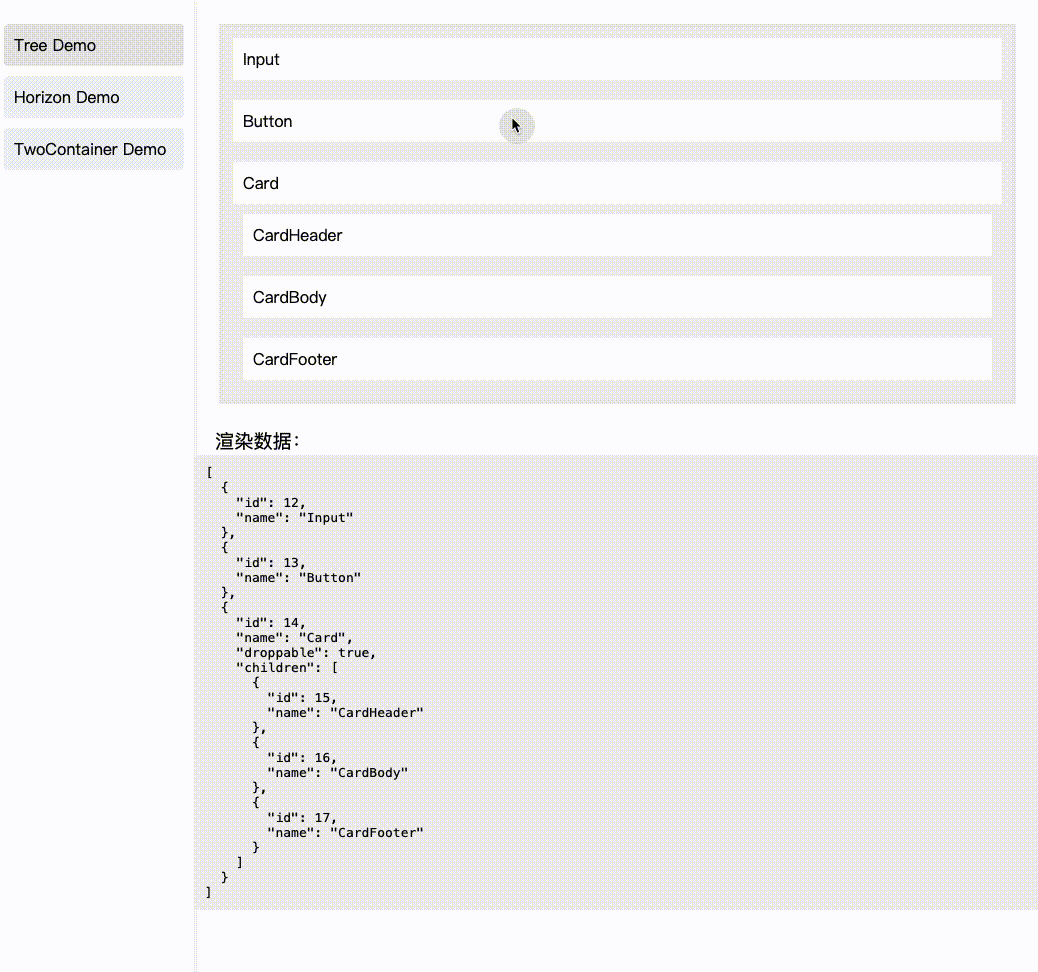 Tree Demo
Horizon Demo
TwoContainer Demo
Input
Button
Card
CardHeader
CardBody
CardFooter
渲染数据：
[
  {
    "id": 12,
    "name": "Input"
  },
  {
    "id": 13,
    "name": "Button"
  },
  {
    "id": 14,
    "name": "Card",
    "droppable": true,
    "children": [
      {
        "id": 15,
        "name": "CardHeader"
      },
      {
        "id": 16,
        "name": "CardBody"
      },
      {
        "id": 17,
        "name": "CardFooter"
      }
    ]
  }
]